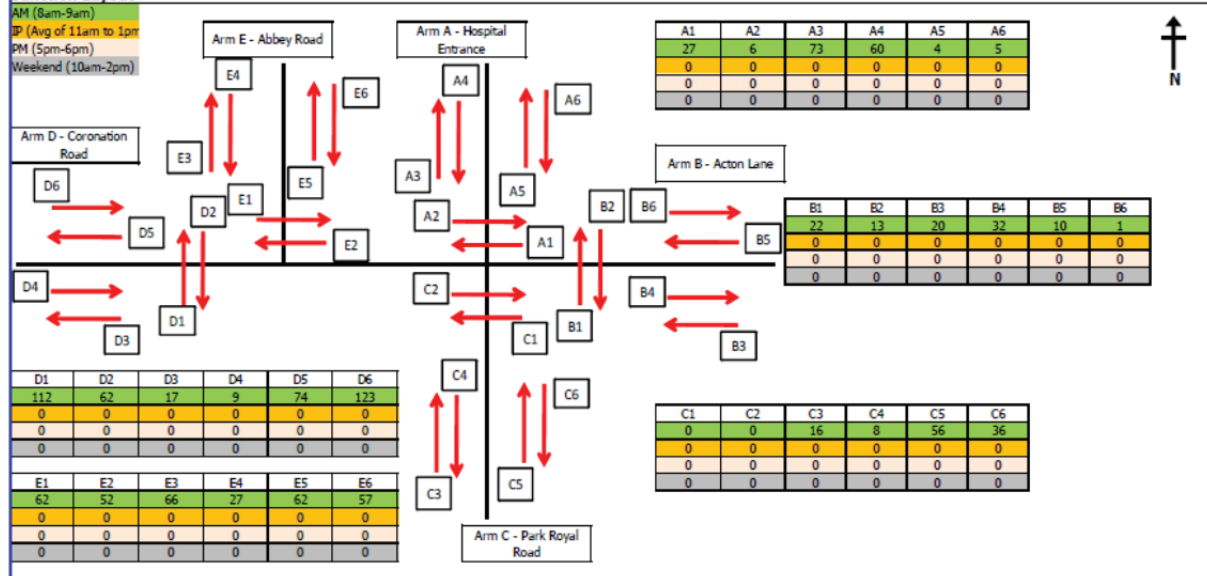 AM (8am-9am)
IP (Avg of 11am to 1pm
PM (5pm-6pm)
Weekend (10am-2pm)
Arm E - Abbey Road
Arm A - Hospital
Entrance
A1 A2 A3 A4 A5 A6
27 6 73 60 4 5
0 0 0 0 0 0
0 0 0 0 0 0
0 0 0 0 0 0
N
E4
E6
A4
A6
Arm D - Coronation
Road
E3
E5
A3
A5
Arm B - Acton Lane
D6
D2
E1
A2
B2
B6
D5
E2
A1
B5
B1 B2 B3 B4 B5 B6
22 13 20 32 10 1
0 0 0 0 0 0
0 0 0 0 0 0
0 0 0 0 0 0
D4
C2
B4
D1
D3
C1
B1
B3
D1 D2 D3 D4 D5 D6
112 62 17 9 74 123
0 0 0 0 0 0
0 0 0 0 0 0
0 0 0 0 0 0
C4
C6
C1 C2 C3 C4 C5 C6
0 0 16 8 56 36
0 0 0 0 0 0
0 0 0 0 0 0
0 0 0 0 0 0
E1 E2 E3 E4 E5 E6
62 52 66 27 62 57
0 0 0 0 0 0
0 0 0 0 0 0
0 0 0 0 0 0
C3
C5
Arm C - Park Royal
Road